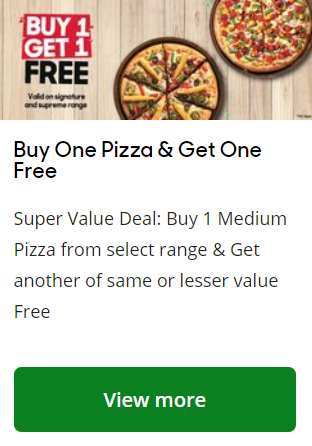 BUY 1
GET 1
FREE
Valid on signature
and supreme range
Buy One Pizza & Get One
Free
Super Value Deal: Buy 1 Medium
Pizza from select range & Get
another of same or lesser value
Free
View more